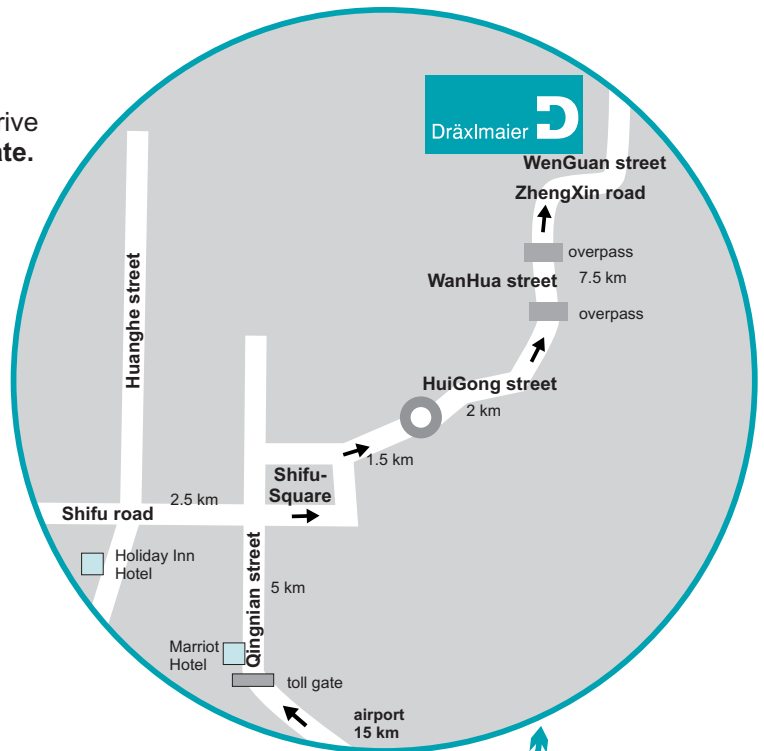 rive
ate.
Dräxlmaier
WenGuan street
ZhengXin road
overpass
WanHua street
7.5 km
overpass
Huanghe street
HuiGong street
2 km
1.5 km
Shifu-
Square
2.5 km
Shifu road
Holiday Inn
Hotel
Qingnian street
5 km
Marriot
Hotel
toll gate
airport
15 km